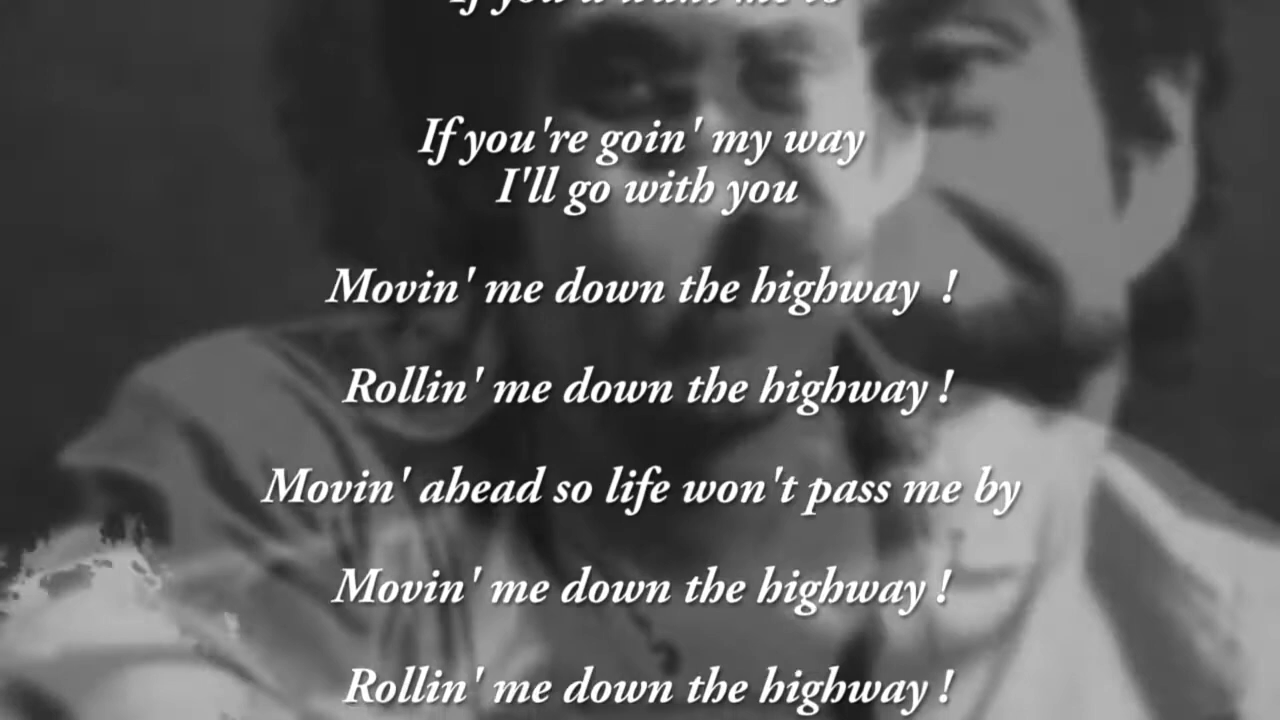 If you're goin' my way
I'll go with you
Movin' me down the highway !
Rollin' me down the highway !
Movin' ahead so life won't pass me by
Movin' me down the highway !
Rollin' me down the highway !